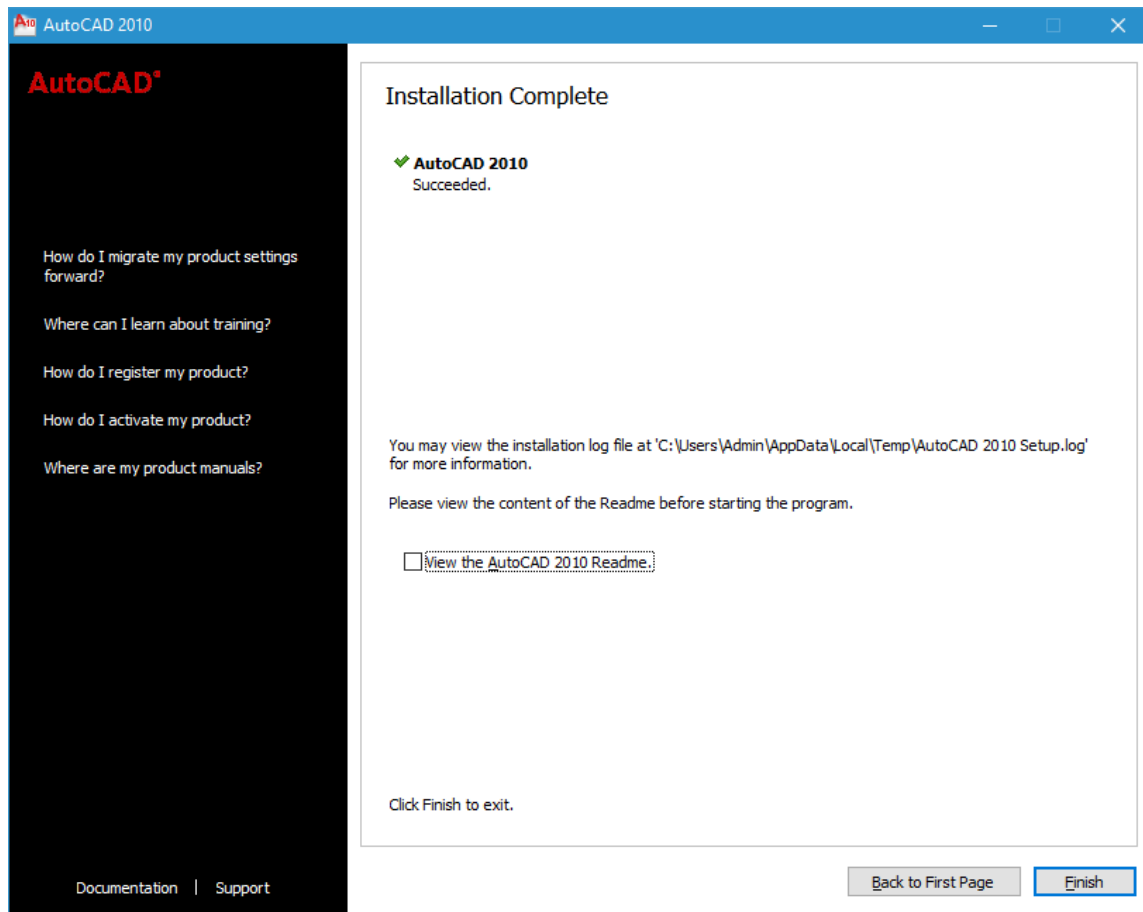 AutoCAD 2010
AutoCAD
How do I migrate my product settings
forward?
Where can I learn about training?
How do I register my product?
How do I activate my product?
Where are my product manuals?
Documentation | Support
Installation Complete
AutoCAD 2010
Succeeded.
You may view the installation log file at 'C:\Users\Admin\AppData\Local\Temp\AutoCAD 2010 Setup.log'
for more information.
Please view the content of the Readme before starting the program.
View the AutoCAD 2010 Readme.
Click Finish to exit.
Back to First Page
Finish